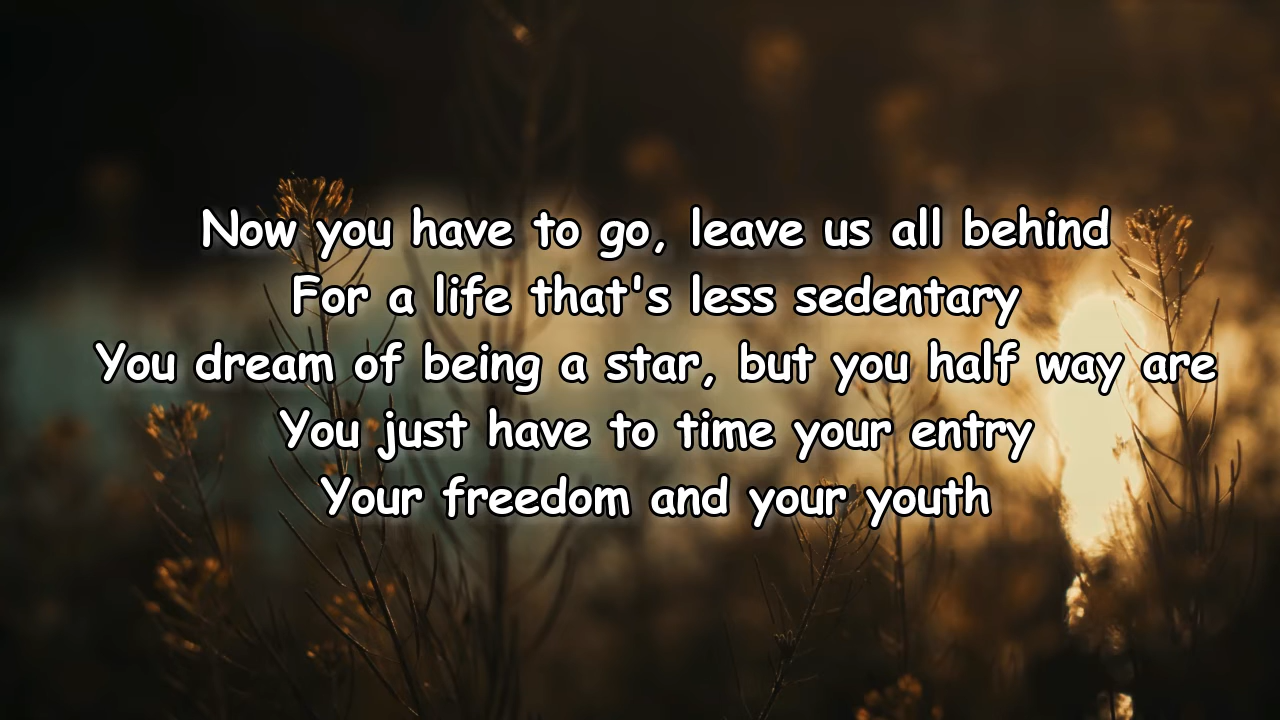 Now you have to go, leave us all behind
For a life that's less sedentary
You dream of being a star, but you half way are
You just have to time your entry
Your freedom and your youth